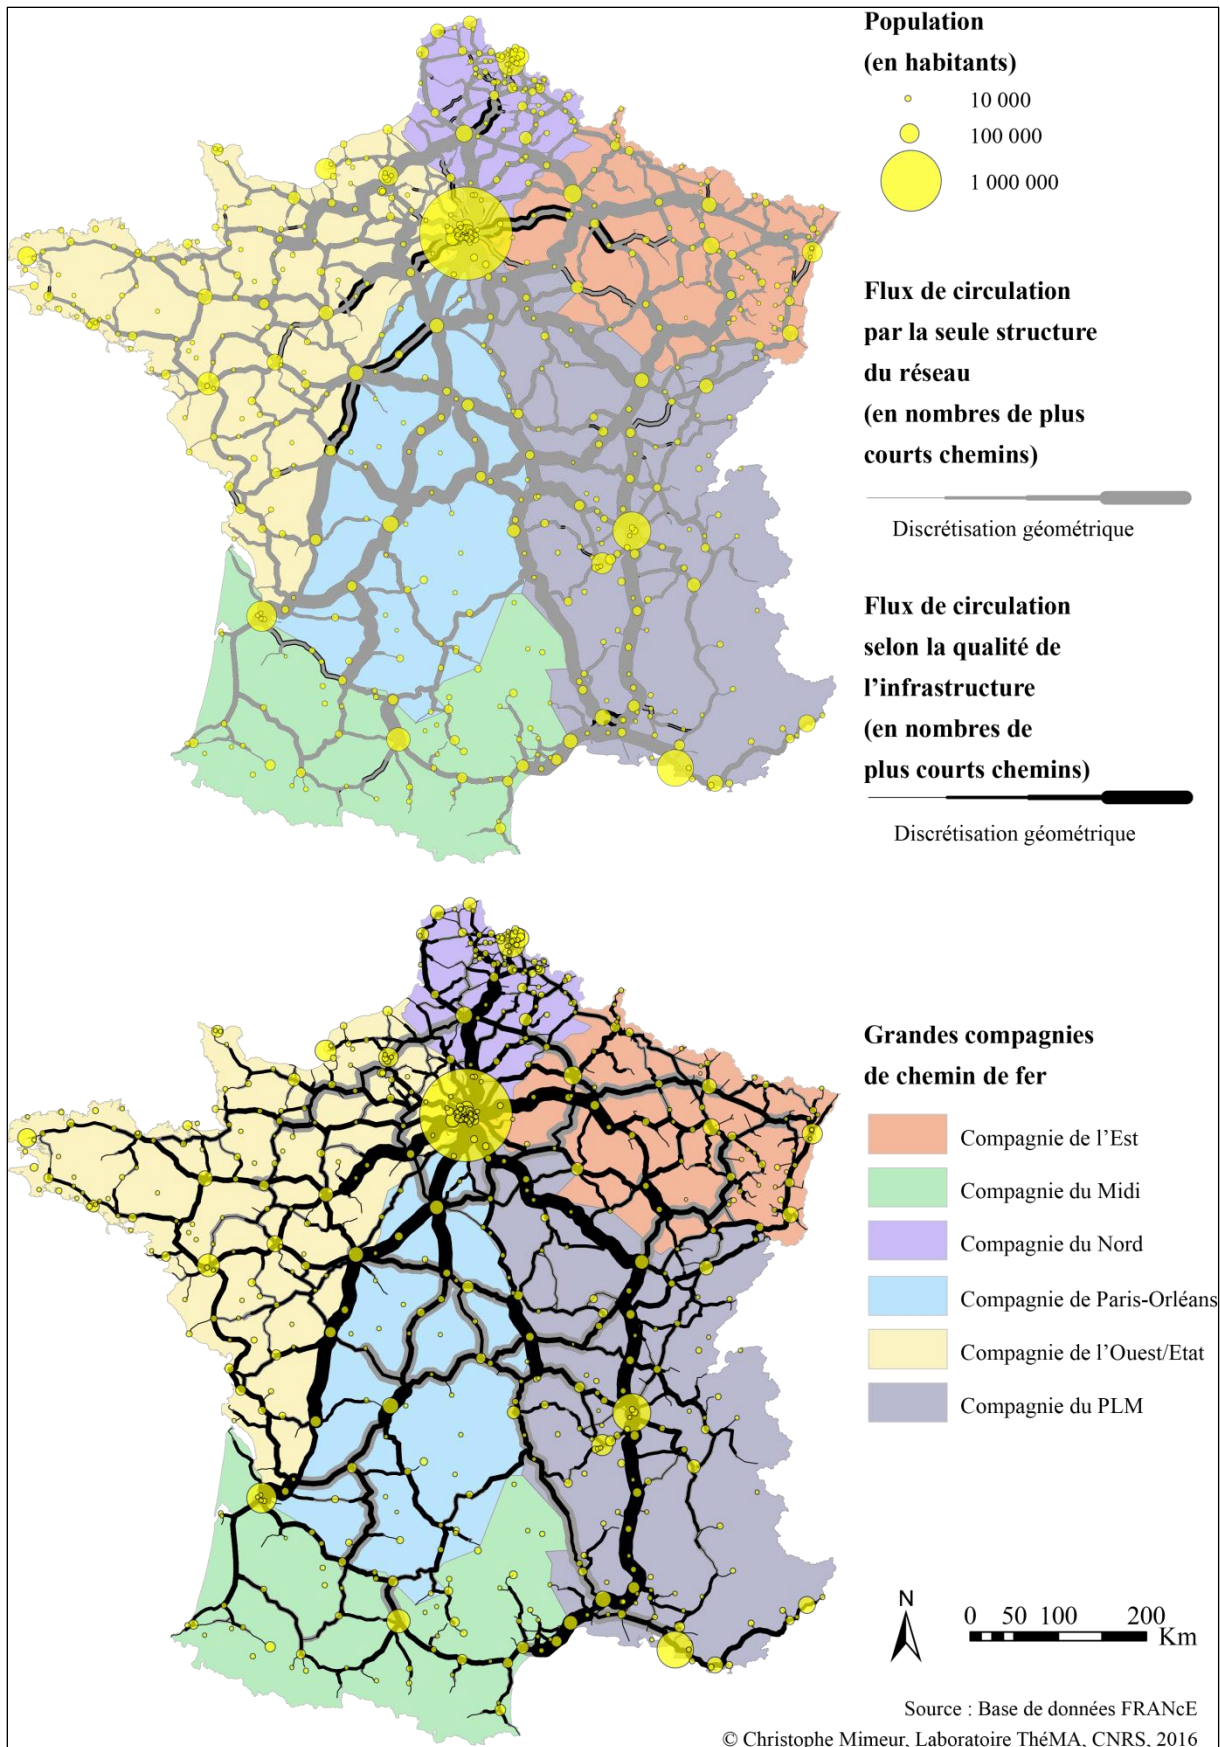 Population
(en habitants)
10 000
100 000
1 000 000
Flux de circulation
par la seule structure
du réseau
(en nombres de plus
courts chemins)
Discrétisation géométrique
Flux de circulation
selon la qualité de
l’infrastructure
(en nombres de
plus courts chemins)
Discrétisation géométrique
Grandes compagnies
de chemin de fer
Compagnie de l’Est
Compagnie du Midi
Compagnie du Nord
Compagnie de Paris-Orléans
Compagnie de l’Ouest/Etat
Compagnie du PLM
N
0 50 100 200
Km
Source : Base de données FRANcE
© Christophe Mimeur, Laboratoire ThéMA, CNRS, 2016